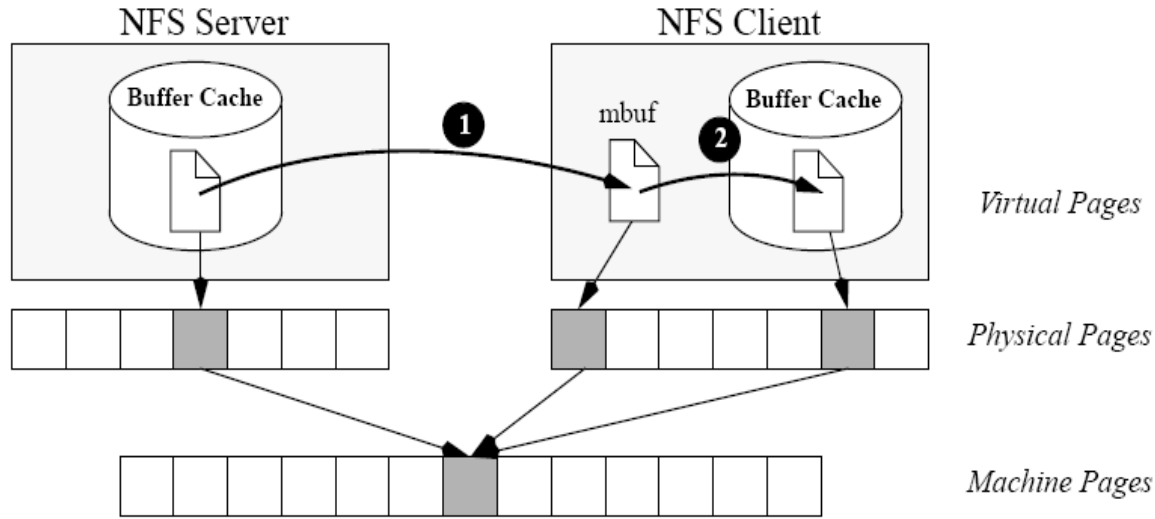 NFS Server
NFS Client
Buffer Cache
1
mbuf
2
Buffer Cache
Virtual Pages
Physical Pages
Machine Pages